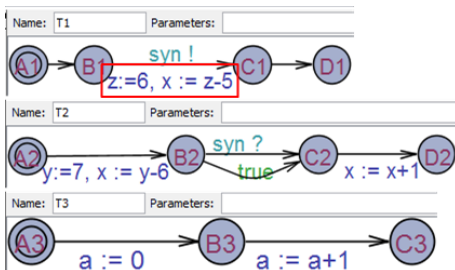 Name: T1 Parameters:
syn !
A1 B1 C1 D1
z:=6, x := z-5
Name: T2 Parameters:
syn ?
A2 B2 C2 D2
y:=7, x := y-6 true x := x+1
Name: T3 Parameters:
A3 B3 C3
a := 0 a := a+1